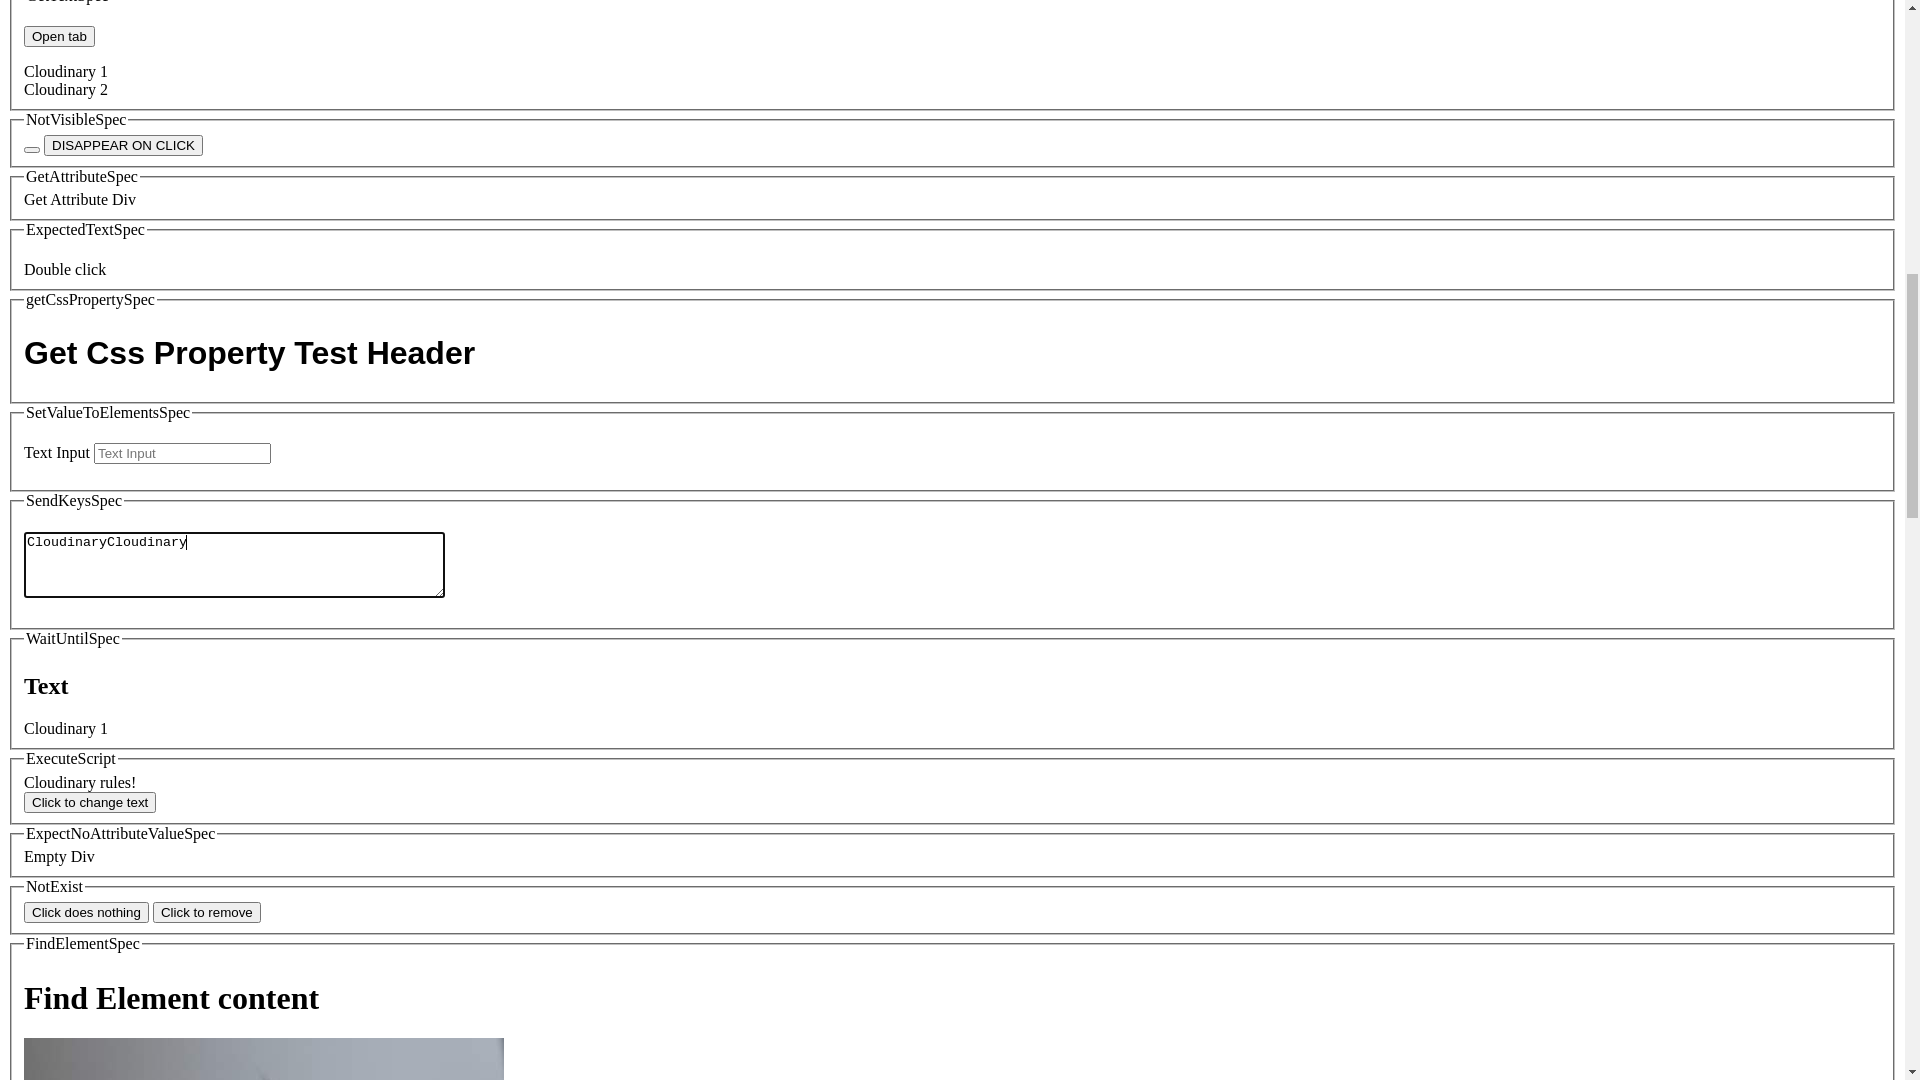 Open tab
Cloudinary 1
Cloudinary 2
NotVisibleSpec
DISAPPEAR ON CLICK
GetAttributeSpec
Get Attribute Div
ExpectedTextSpec
Double click
getCssPropertySpec
Get Css Property Test Header
SetValueToElementsSpec
Text Input Text Input
SendKeysSpec
CloudinaryCloudinary
WaitUntilSpec
Text
Cloudinary 1
ExecuteScript
Cloudinary rules!
Click to change text
ExpectNoAttributeValueSpec
Empty Div
NotExist
Click does nothing Click to remove
FindElementSpec
Find Element content